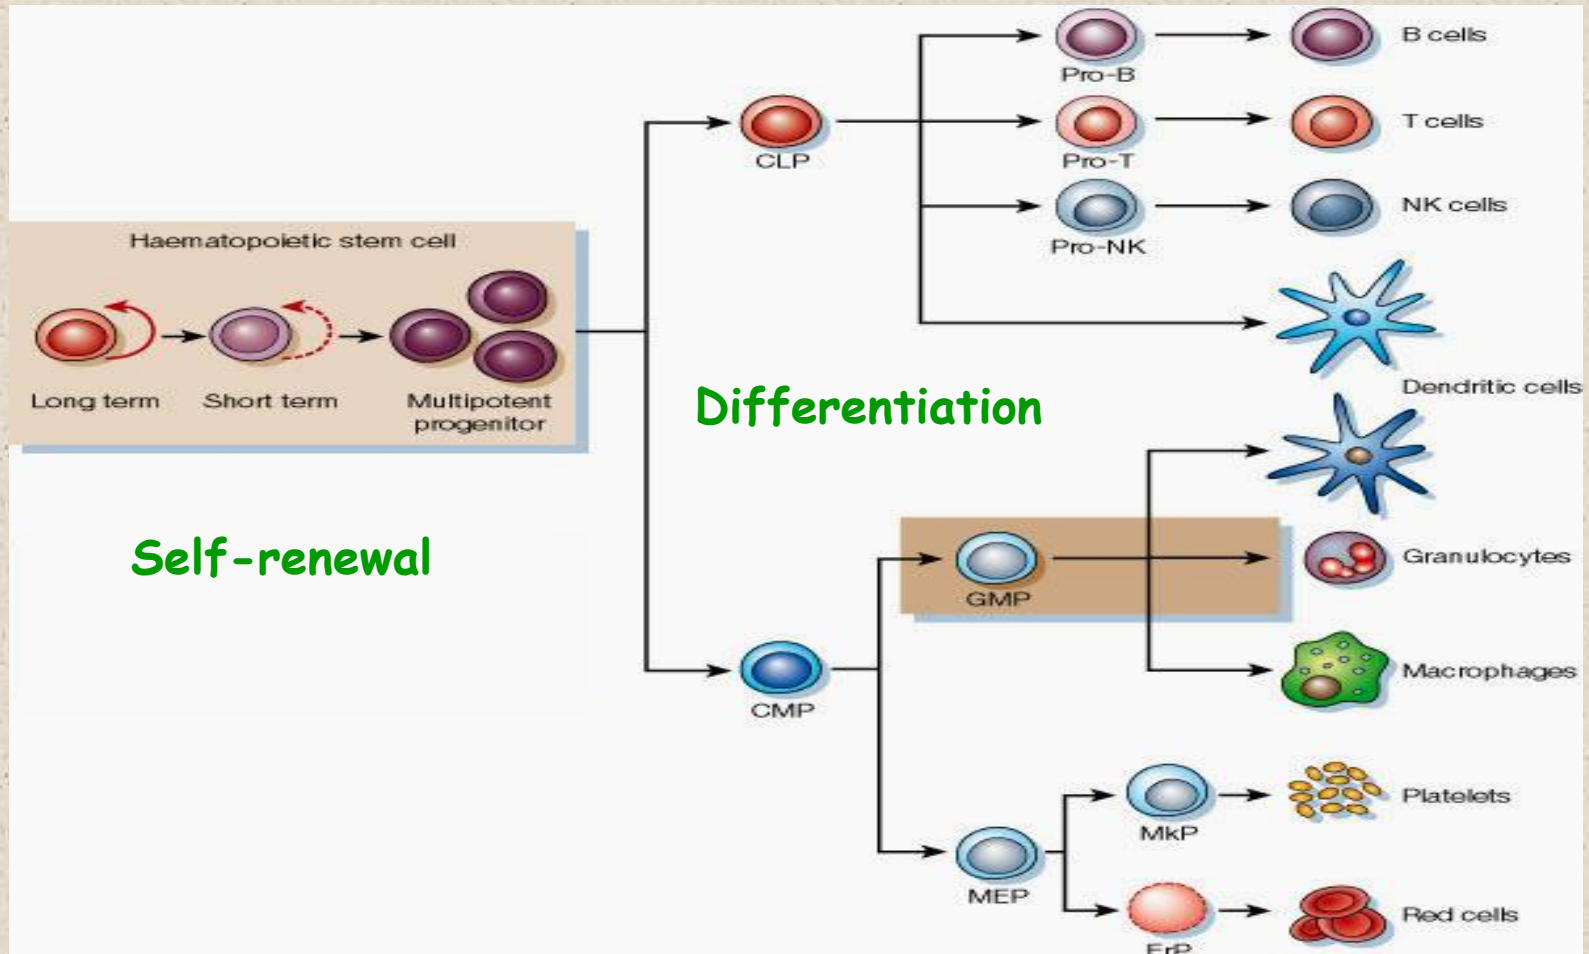 Haematopoietic stem cell
Long term
Short term
Multipotent
progenitor
Self-renewal
Differentiation
CLP
Pro-B
B cells
Pro-T
T cells
Pro-NK
NK cells
Dendritic cells
CMP
GMP
Granulocytes
Macrophages
MEP
MkP
Platelets
ErP
Red cells